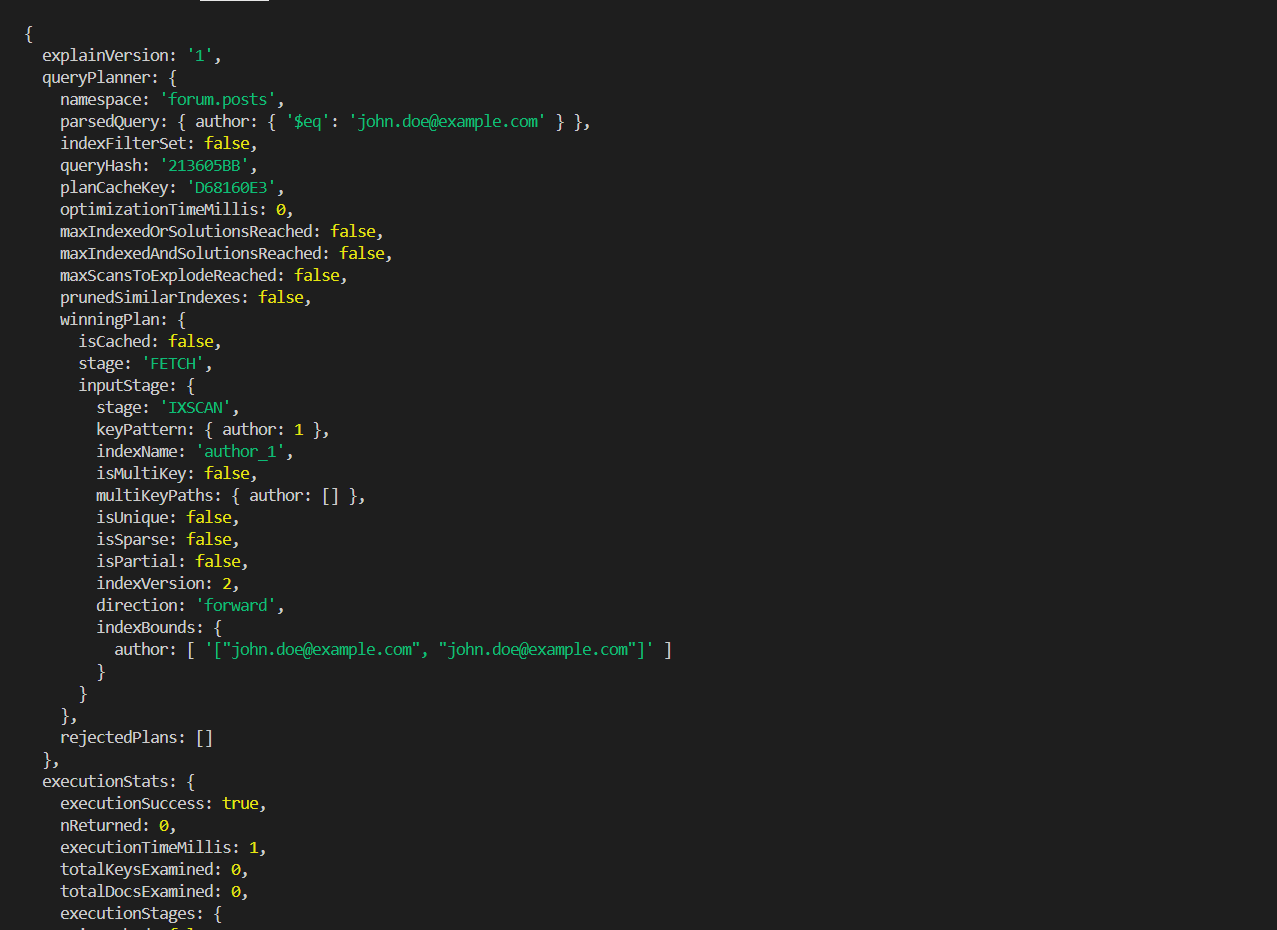 {
  explainVersion: '1',
  queryPlanner: {
    namespace: 'forum.posts',
    parsedQuery: { author: { '$eq': 'john.doe@example.com' } },
    indexFilterSet: false,
    queryHash: '213605BB',
    planCacheKey: 'D68160E3',
    optimizationTimeMillis: 0,
    maxIndexedOrSolutionsReached: false,
    maxIndexedAndSolutionsReached: false,
    maxScansToExplodeReached: false,
    prunedSimilarIndexes: false,
    winningPlan: {
      isCached: false,
      stage: 'FETCH',
      inputStage: {
        stage: 'IXSCAN',
        keyPattern: { author: 1 },
        indexName: 'author_1',
        isMultiKey: false,
        multiKeyPaths: { author: [] },
        isUnique: false,
        isSparse: false,
        isPartial: false,
        indexVersion: 2,
        direction: 'forward',
        indexBounds: {
          author: [ '["john.doe@example.com", "john.doe@example.com"]' ]
        }
      }
    },
    rejectedPlans: []
  },
  executionStats: {
    executionSuccess: true,
    nReturned: 0,
    executionTimeMillis: 1,
    totalKeysExamined: 0,
    totalDocsExamined: 0,
    executionStages: {